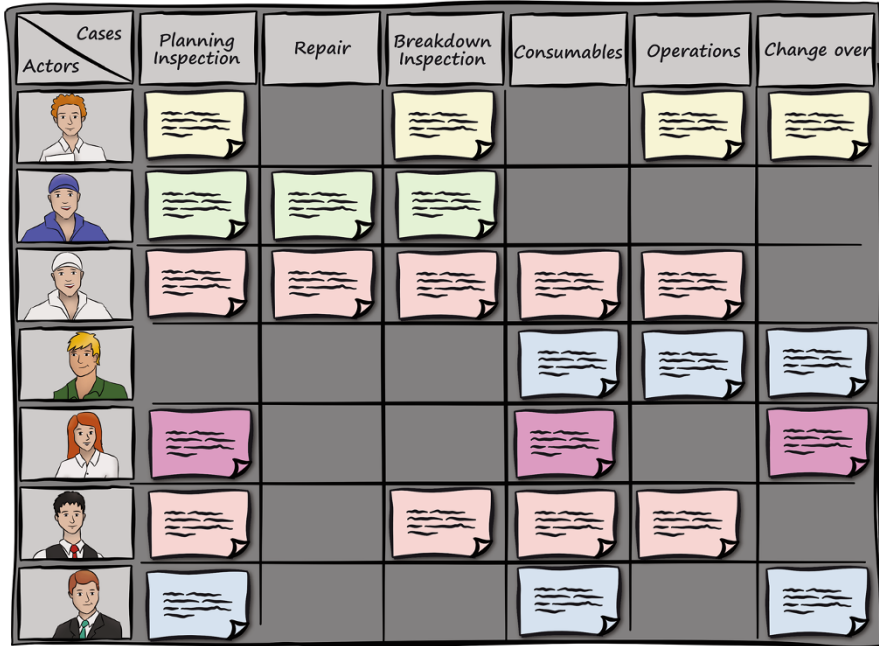 Cases
Actors
Planning
Inspection
Repair
Breakdown
Inspection
Consumables
Operations
Change over